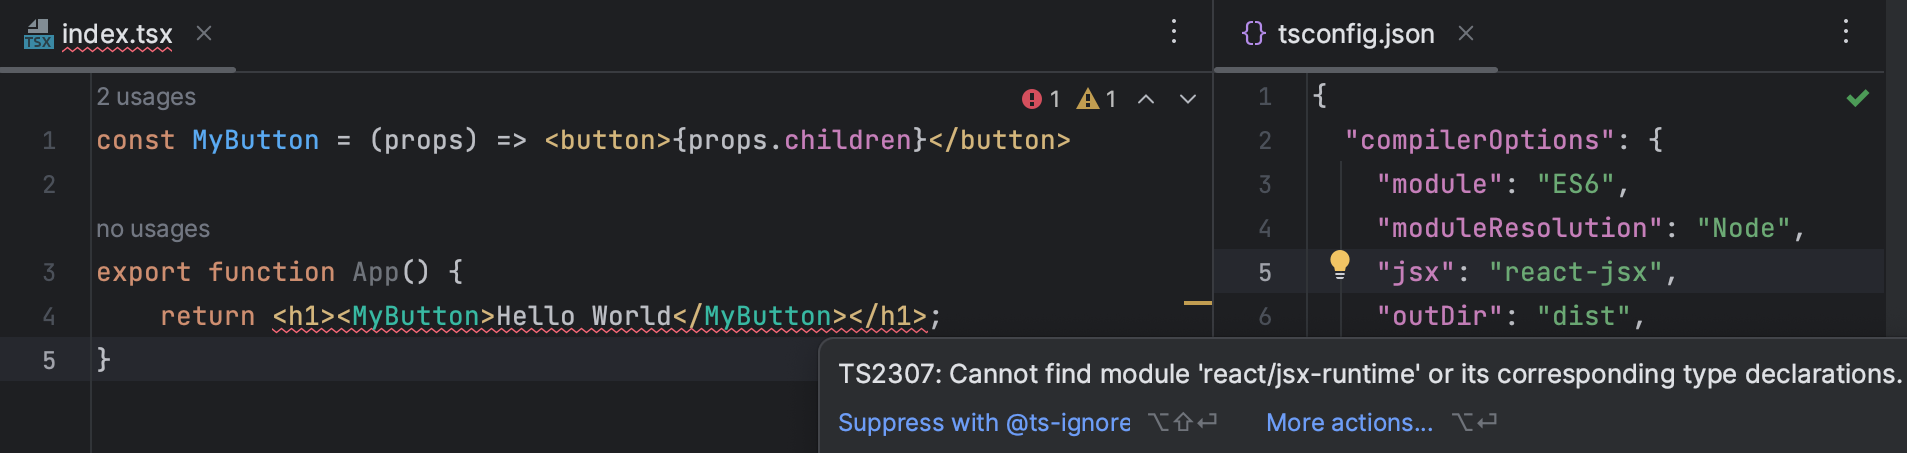 TSX index.tsx
2 usages
1 1
1 const MyButton = (props) => <button>{props.children}</button>
2
no usages
3 export function App() {
4 return <h1><MyButton>Hello World</MyButton></h1>;
5 }
{} tsconfig.json
1 {
2 "compilerOptions": {
3 "module": "ES6",
4 "moduleResolution": "Node",
5 "jsx": "react-jsx",
6 "outDir": "dist",
TS2307: Cannot find module 'react/jsx-runtime' or its corresponding type declarations.
Suppress with @ts-ignore ⌥⇧⏎ More actions... ⌥⏎